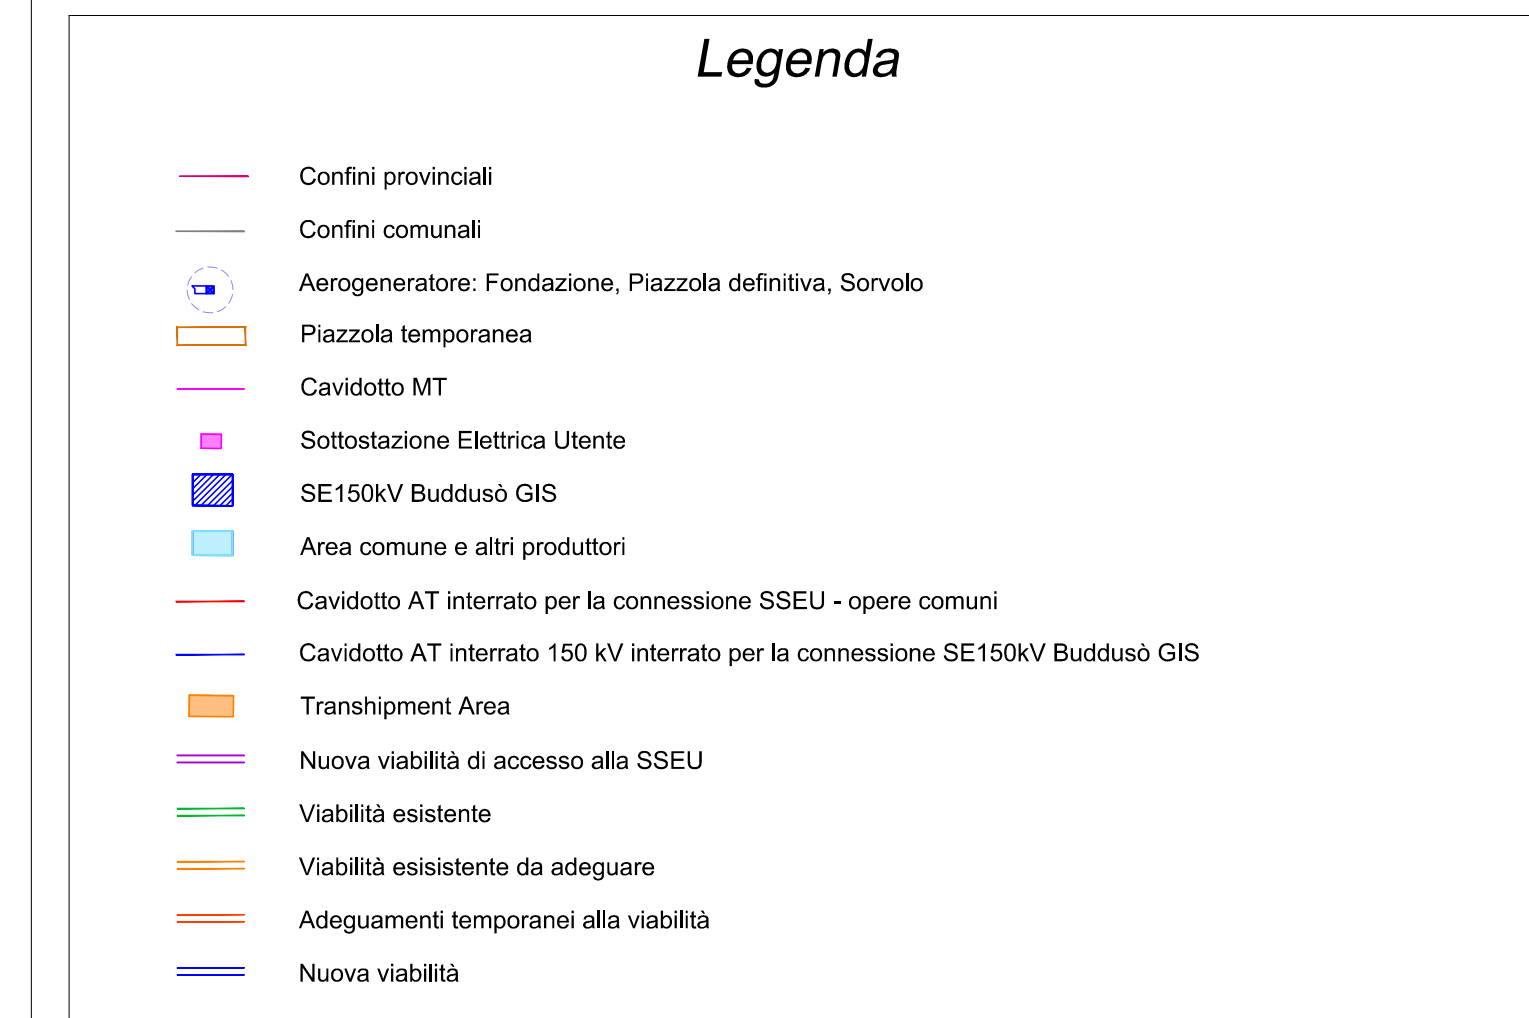 Legenda
Confini provinciali
Confini comunali
Aerogeneratore: Fondazione, Piazzola definitiva, Sorvolo
Piazzola temporanea
Cavidotto MT
Sottostazione Elettrica Utente
SE150kV Buddusò GIS
Area comune e altri produttori
Cavidotto AT interrato per la connessione SSEU - opere comuni
Cavidotto AT interrato 150 kV interrato per la connessione SE150kV Buddusò GIS
Transhipment Area
Nuova viabilità di accesso alla SSEU
Viabilità esistente
Viabilità esisistente da adeguare
Adeguamenti temporanei alla viabilità
Nuova viabilità